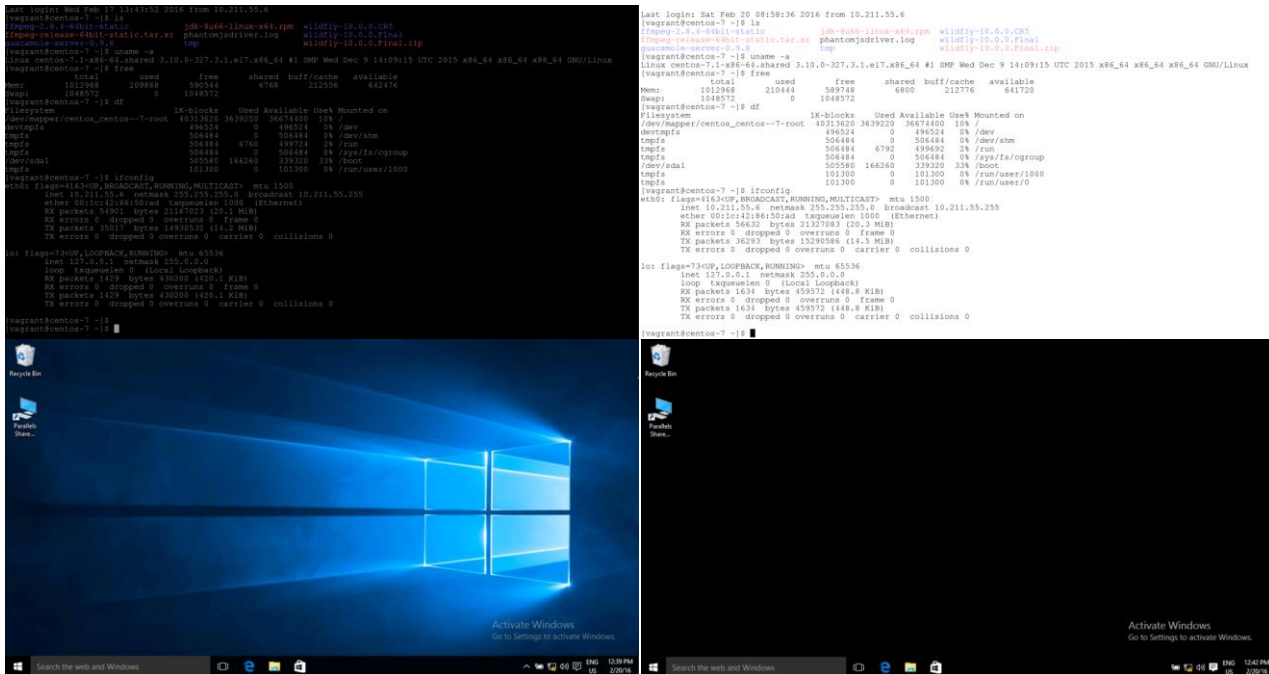 Last login: Wed Feb 17 13:43:52 2016 from 10.211.55.6
[vagrant@centos-7 ~]$ ls
ffmpeg-2.8.4-64bit-static jdk-8u66-linux-x64.rpm wildfly-10.0.0.CR5
ffmpeg-release-64bit-static.tar.xz phantomjsdriver.log wildfly-10.0.0.Final
guacamole-server-0.9.8 tmp wildfly-10.0.0.Final.zip
[vagrant@centos-7 ~]$ uname -a
Linux centos-7.1-x86-64.shared 3.10.0-327.3.1.el7.x86_64 #1 SMP Wed Dec 9 14:09:15 UTC 2015 x86_64 x86_64 x86_64 GNU/Linux
[vagrant@centos-7 ~]$ free
total used free shared buff/cache available
Mem: 1012968 209868 590544 6768 212556 642476
Swap: 1048572 0 1048572
[vagrant@centos-7 ~]$ df
Filesystem 1K-blocks Used Available Use% Mounted on
/dev/mapper/centos_centos--7-root 40313620 3639220 36674400 10% /
devtmpfs 496524 0 496524 0% /dev
tmpfs 506484 0 506484 0% /dev/shm
tmpfs 506484 6760 499724 2% /run
tmpfs 506484 0 506484 0% /sys/fs/cgroup
/dev/sda1 505580 166260 339320 33% /boot
tmpfs 101300 0 101300 0% /run/user/1000
[vagrant@centos-7 ~]$ ifconfig
eth0: flags=4163<UP,BROADCAST,RUNNING,MULTICAST> mtu 1500
inet 10.211.55.6 netmask 255.255.255.0 broadcast 10.211.55.255
ether 00:1c:42:86:50:ad txqueuelen 1000 (Ethernet)
RX packets 54901 bytes 21167023 (20.1 MiB)
RX errors 0 dropped 0 overruns 0 frame 0
TX packets 35017 bytes 14930532 (14.2 MiB)
TX errors 0 dropped 0 overruns 0 carrier 0 collisions 0
lo: flags=73<UP,LOOPBACK,RUNNING> mtu 65536
inet 127.0.0.1 netmask 255.0.0.0
loop txqueuelen 0 (Local Loopback)
RX packets 1429 bytes 430200 (420.1 KiB)
RX errors 0 dropped 0 overruns 0 frame 0
TX packets 1429 bytes 430200 (420.1 KiB)
TX errors 0 dropped 0 overruns 0 carrier 0 collisions 0
[vagrant@centos-7 ~]$
[vagrant@centos-7 ~]$
Last login: Sat Feb 20 08:58:36 2016 from 10.211.55.6
[vagrant@centos-7 ~]$ ls
ffmpeg-2.8.4-64bit-static jdk-8u66-linux-x64.rpm wildfly-10.0.0.CR5
ffmpeg-release-64bit-static.tar.xz phantomjsdriver.log wildfly-10.0.0.Final
guacamole-server-0.9.8 tmp wildfly-10.0.0.Final.zip
[vagrant@centos-7 ~]$ uname -a
Linux centos-7.1-x86-64.shared 3.10.0-327.3.1.el7.x86_64 #1 SMP Wed Dec 9 14:09:15 UTC 2015 x86_64 x86_64 x86_64 GNU/Linux
[vagrant@centos-7 ~]$ free
total used free shared buff/cache available
Mem: 1012968 210444 589748 6800 212776 641720
Swap: 1048572 0 1048572
[vagrant@centos-7 ~]$ df
Filesystem 1K-blocks Used Available Use% Mounted on
/dev/mapper/centos_centos--7-root 40313620 3639220 36674400 10% /
devtmpfs 496524 0 496524 0% /dev
tmpfs 506484 0 506484 0% /dev/shm
tmpfs 506484 6792 499692 2% /run
tmpfs 506484 0 506484 0% /sys/fs/cgroup
/dev/sda1 505580 166260 339320 33% /boot
tmpfs 101300 0 101300 0% /run/user/1000
tmpfs 101300 0 101300 0% /run/user/0
[vagrant@centos-7 ~]$ ifconfig
eth0: flags=4163<UP,BROADCAST,RUNNING,MULTICAST> mtu 1500
inet 10.211.55.6 netmask 255.255.255.0 broadcast 10.211.55.255
ether 00:1c:42:86:50:ad txqueuelen 1000 (Ethernet)
RX packets 56632 bytes 21327083 (20.3 MiB)
RX errors 0 dropped 0 overruns 0 frame 0
TX packets 36293 bytes 15290586 (14.5 MiB)
TX errors 0 dropped 0 overruns 0 carrier 0 collisions 0
lo: flags=73<UP,LOOPBACK,RUNNING> mtu 65536
inet 127.0.0.1 netmask 255.0.0.0
loop txqueuelen 0 (Local Loopback)
RX packets 1634 bytes 459572 (448.8 KiB)
RX errors 0 dropped 0 overruns 0 frame 0
TX packets 1634 bytes 459572 (448.8 KiB)
TX errors 0 dropped 0 overruns 0 carrier 0 collisions 0
[vagrant@centos-7 ~]$
Recycle Bin
Parallels
Share...
Activate Windows
Go to Settings to activate Windows.
Search the web and Windows
ENG 12:39 PM
US 2/20/16
Recycle Bin
Parallels
Share...
Activate Windows
Go to Settings to activate Windows.
Search the web and Windows
ENG 12:42 PM
US 2/20/16